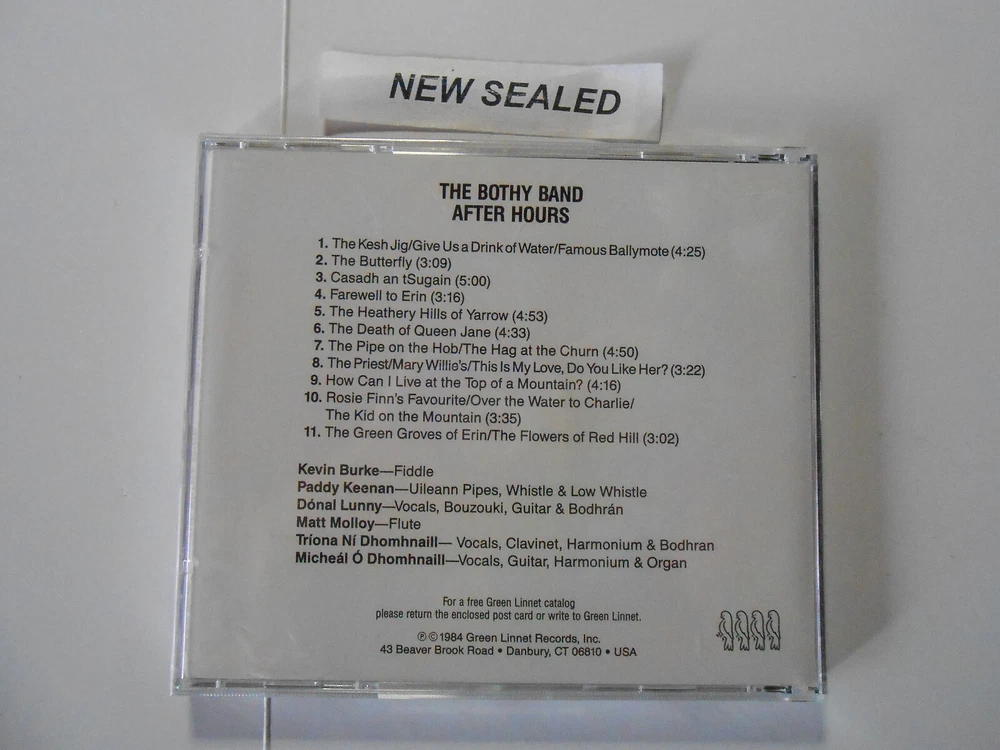 NEW SEALED
THE BOTHY BAND
AFTER HOURS
1. The Kesh Jig/Give Us a Drink of Water/Famous Ballymote (4:25)
2. The Butterfly (3:09)
3. Casadh an tSugain (5:00)
4. Farewell to Erin (3:16)
5. The Heathery Hills of Yarrow (4:53)
6. The Death of Queen Jane (4:33)
7. The Pipe on the Hob/The Hag at the Churn (4:50)
8. The Priest/Mary Willie's/This Is My Love, Do You Like Her? (3:22)
9. How Can I Live at the Top of a Mountain? (4:16)
10. Rosie Finn's Favourite/Over the Water to Charlie/
The Kid on the Mountain (3:35)
11. The Green Groves of Erin/The Flowers of Red Hill (3:02)
Kevin Burke—Fiddle
Paddy Keenan—Uileann Pipes, Whistle & Low Whistle
Dónal Lunny—Vocals, Bouzouki, Guitar & Bodhrán
Matt Molloy—Flute
Tríona Ní Dhomhnaill— Vocals, Clavinet, Harmonium & Bodhran
Micheál Ó Dhomhnaill—Vocals, Guitar, Harmonium & Organ
For a free Green Linnet catalog
please return the enclosed post card or write to Green Linnet.
℗ © 1984 Green Linnet Records, Inc.
43 Beaver Brook Road • Danbury, CT 06810 • USA